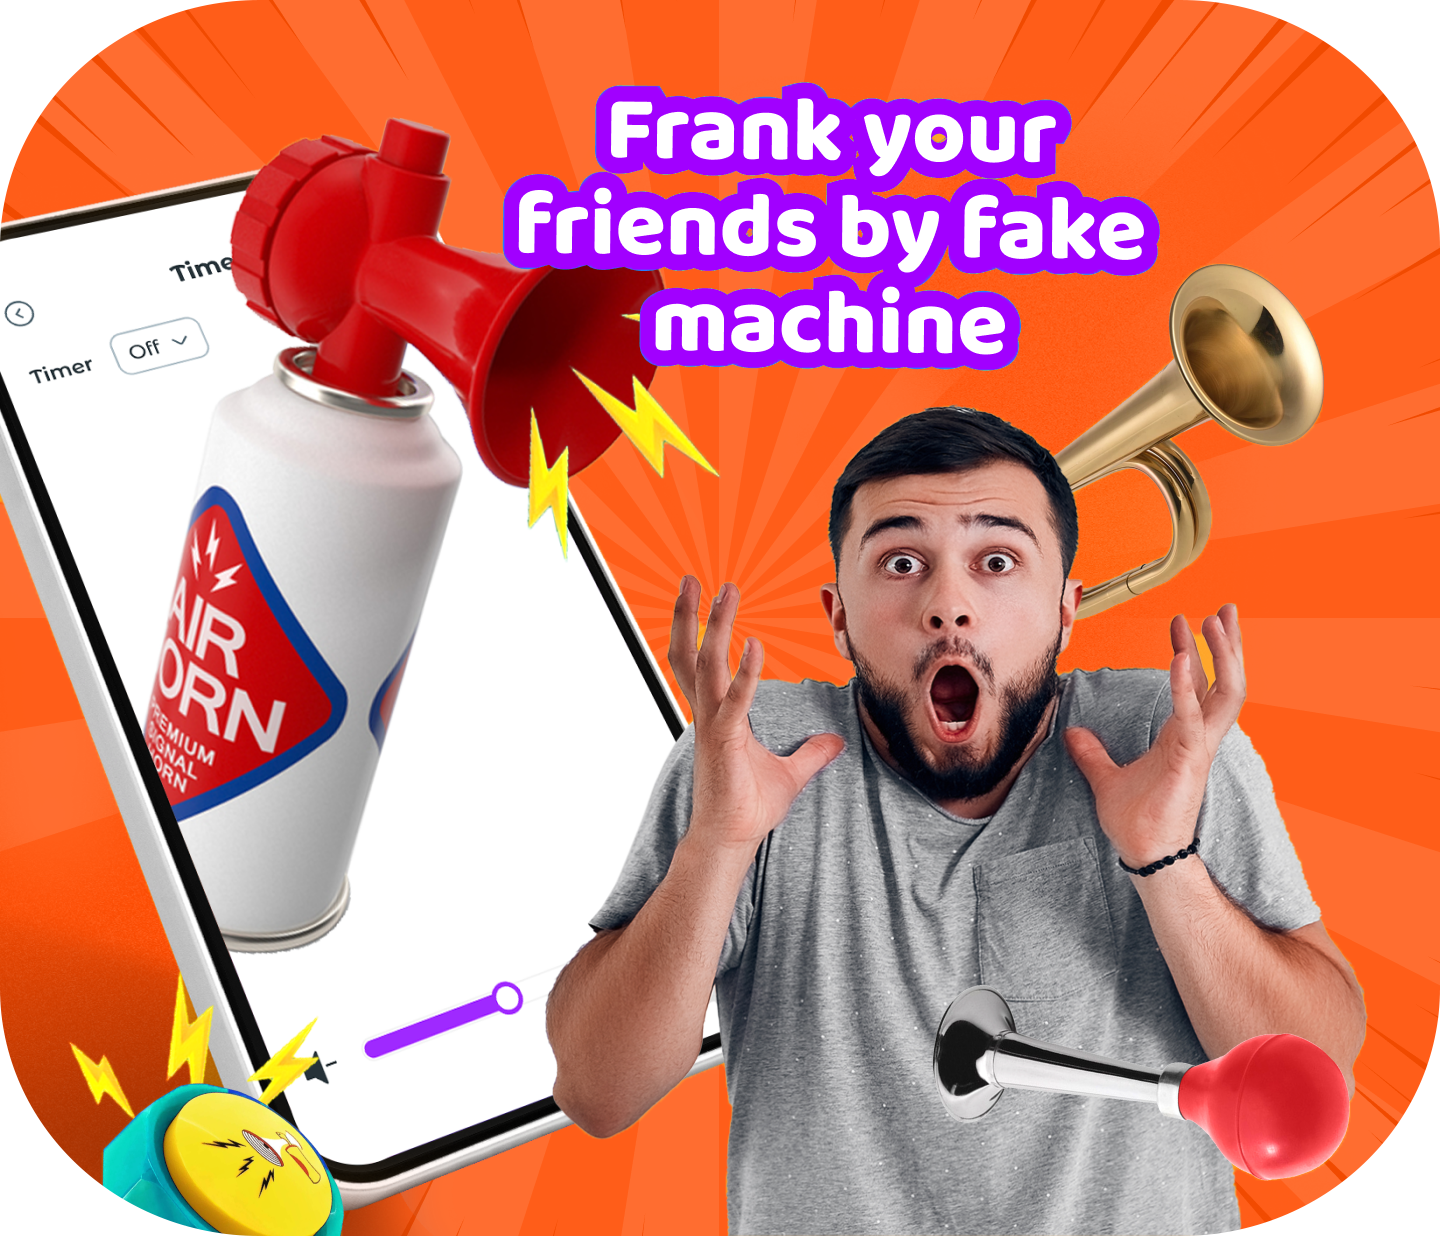 Frank your
friends by fake
machine
Time
Timer
Off
AIR
ORN
PREMIUM
SIGNAL
HORN